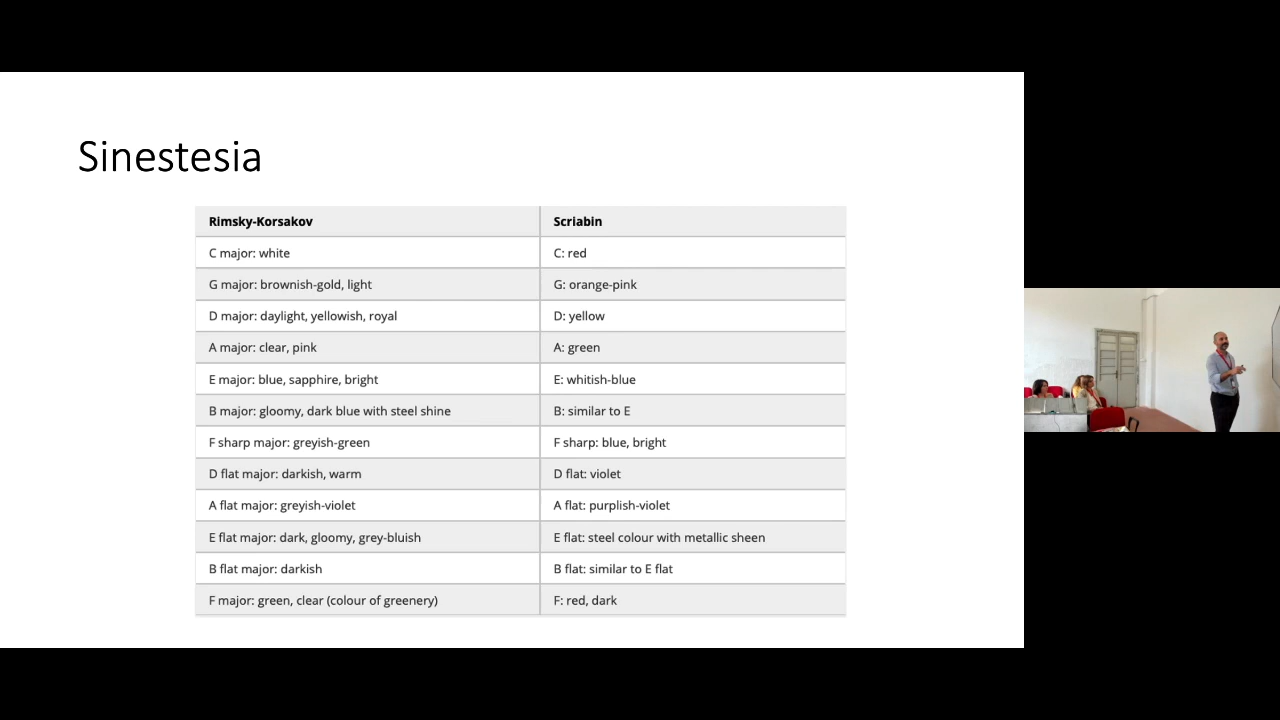 Sinestesia
Rimsky-Korsakov Scriabin
C major: white C: red
G major: brownish-gold, light G: orange-pink
D major: daylight, yellowish, royal D: yellow
A major: clear, pink A: green
E major: blue, sapphire, bright E: whitish-blue
B major: gloomy, dark blue with steel shine B: similar to E
F sharp major: greyish-green F sharp: blue, bright
D flat major: darkish, warm D flat: violet
A flat major: greyish-violet A flat: purplish-violet
E flat major: dark, gloomy, grey-bluish E flat: steel colour with metallic sheen
B flat major: darkish B flat: similar to E flat
F major: green, clear (colour of greenery) F: red, dark